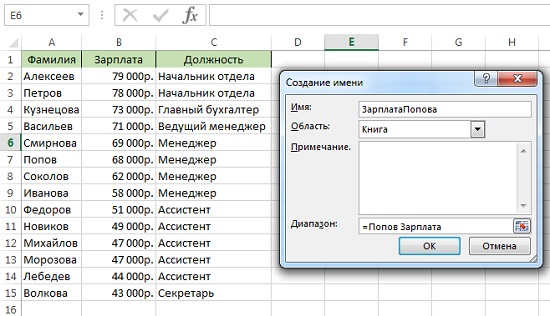 E6
fx
A B C D E F G H
1 Фамилия Зарплата Должность
2 Алексеев 79 000р. Начальник отдела
3 Петров 78 000р. Начальник отдела
4 Кузнецова 73 000р. Главный бухгалтер
5 Васильев 71 000р. Ведущий менеджер
6 Смирнова 69 000р. Менеджер
7 Попов 68 000р. Менеджер
8 Соколов 62 000р. Менеджер
9 Иванова 58 000р. Менеджер
10 Федоров 51 000р. Ассистент
11 Новиков 49 000р. Ассистент
12 Михайлов 47 000р. Ассистент
13 Морозова 47 000р. Ассистент
14 Лебедев 44 000р. Ассистент
15 Волкова 43 000р. Секретарь
16
Создание имени
?
Имя: ЗарплатаПопова
Область: Книга
Примечание.
Диапазон: =Попов Зарплата
ОК Отмена